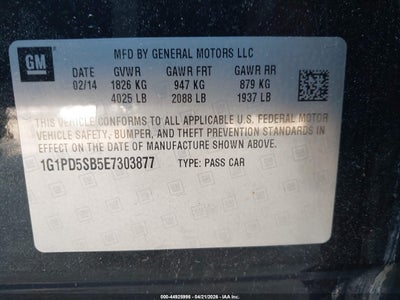 GM
MFD BY GENERAL MOTORS LLC
DATE GVWR GAWR FRT GAWR RR
02/14 1826 KG 947 KG 879 KG
4025 LB 2088 LB 1937 LB
THIS VEHICLE CONFORMS TO ALL APPLICABLE U.S. FEDERAL MOTOR
VEHICLE SAFETY, BUMPER, AND THEFT PREVENTION STANDARDS IN
EFFECT ON THE DATE OF MANUFACTURE SHOWN ABOVE.
1G1PD5SB5E7303877 TYPE: PASS CAR
000-44925995 - 04/21/2026 - IAA Inc.